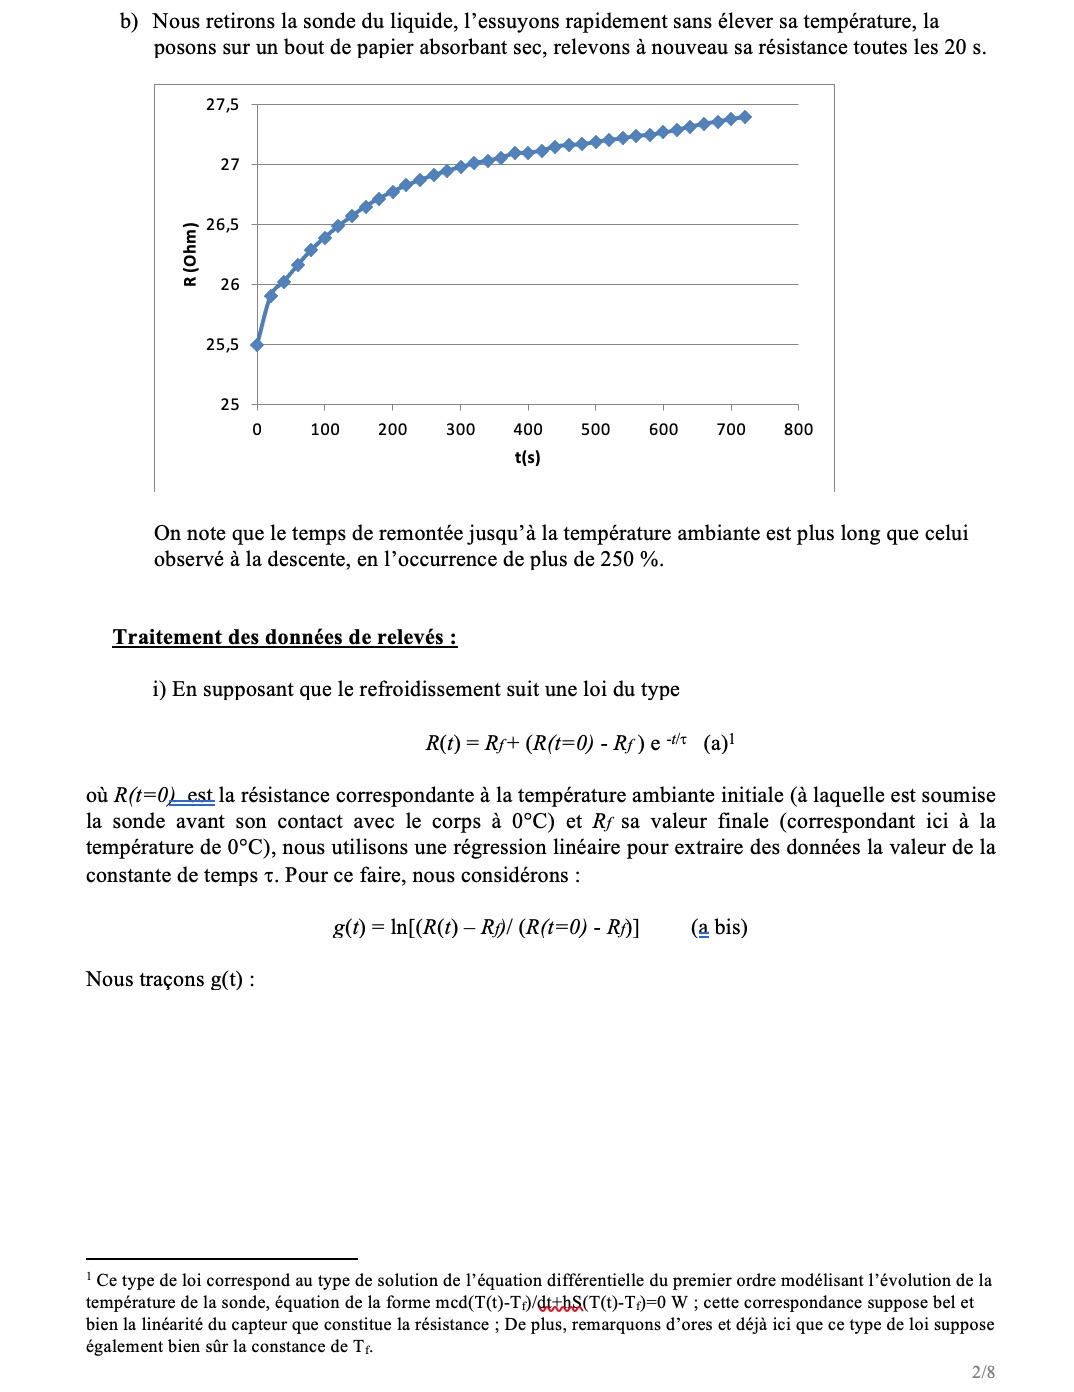 b) Nous retirons la sonde du liquide, l’essuyons rapidement sans élever sa température, la
posons sur un bout de papier absorbant sec, relevons à nouveau sa résistance toutes les 20 s.
27,5
27
26,5
26
25,5
25
R (Ohm)
0 100 200 300 400 500 600 700 800
t(s)
On note que le temps de remontée jusqu’à la température ambiante est plus long que celui
observé à la descente, en l’occurrence de plus de 250 %.
Traitement des données de relevés :
i) En supposant que le refroidissement suit une loi du type
R(t) = Rf+ (R(t=0) - Rf) e -t/τ (a)1
où R(t=0) est la résistance correspondante à la température ambiante initiale (à laquelle est soumise
la sonde avant son contact avec le corps à 0°C) et Rf sa valeur finale (correspondant ici à la
température de 0°C), nous utilisons une régression linéaire pour extraire des données la valeur de la
constante de temps τ. Pour ce faire, nous considérons :
g(t) = ln[(R(t) – Rf)/ (R(t=0) - Rf)] (a bis)
Nous traçons g(t) :
1 Ce type de loi correspond au type de solution de l’équation différentielle du premier ordre modélisant l’évolution de la
température de la sonde, équation de la forme mcd(T(t)-Tf)/dt+hS(T(t)-Tf)=0 W ; cette correspondance suppose bel et
bien la linéarité du capteur que constitue la résistance ; De plus, remarquons d’ores et déjà ici que ce type de loi suppose
également bien sûr la constance de Tf.
2/8